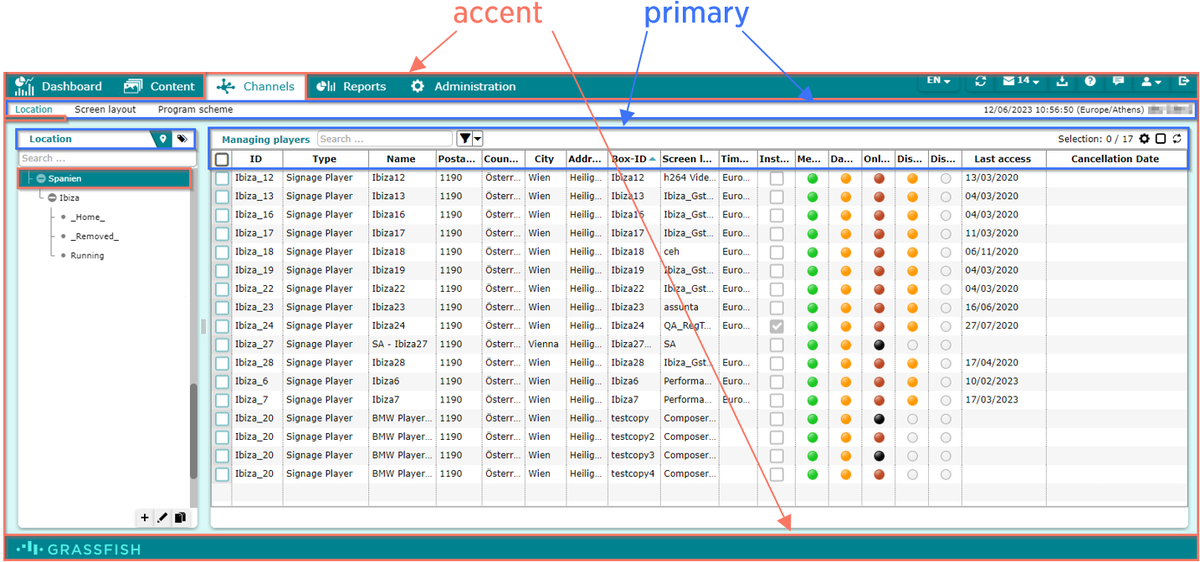 accent primary
Dashboard Content Channels Reports Administration EN 14
Location Screen layout Program scheme 12/06/2023 10:56:50 (Europe/Athens)
Location Managing players Search ... Selection: 0 / 17
Search ... ID Type Name Posta... Coun... City Addr... Box-ID Screen l... Tim... Inst... Me... Da... Onl... Dis... Dis... Last access Cancellation Date
Spanien Ibiza_12 Signage Player Ibiza12 1190 Österr... Wien Heilig... Ibiza12 h264 Vide... Euro... 13/03/2020
Ibiza Ibiza_13 Signage Player Ibiza13 1190 Österr... Wien Heilig... Ibiza13 Ibiza_Gst... Euro... 04/03/2020
_Home_ Ibiza_16 Signage Player Ibiza16 1190 Österr... Wien Heilig... Ibiza16 Ibiza_Gst... Euro... 04/03/2020
_Removed_ Ibiza_17 Signage Player Ibiza17 1190 Österr... Wien Heilig... Ibiza17 Ibiza_Gst... Euro... 11/03/2020
Running Ibiza_18 Signage Player Ibiza18 1190 Österr... Wien Heilig... Ibiza18 ceh Euro... 06/11/2020
Ibiza_19 Signage Player Ibiza19 1190 Österr... Wien Heilig... Ibiza19 Ibiza_Gst... Euro... 04/03/2020
Ibiza_22 Signage Player Ibiza22 1190 Österr... Wien Heilig... Ibiza22 Ibiza_Gst... Euro... 04/03/2020
Ibiza_23 Signage Player Ibiza23 1190 Österr... Wien Heilig... Ibiza23 assunta Euro... 16/06/2020
Ibiza_24 Signage Player Ibiza24 1190 Österr... Wien Heilig... Ibiza24 QA_RegT... Euro... 27/07/2020
Ibiza_27 Signage Player SA - Ibiza27 1190 Österr... Vienna Heilig... Ibiza27... SA
Ibiza_28 Signage Player Ibiza28 1190 Österr... Wien Heilig... Ibiza28 Ibiza_Gst... Euro... 17/04/2020
Ibiza_6 Signage Player Ibiza6 1190 Österr... Wien Heilig... Ibiza6 Performa... Euro... 10/02/2023
Ibiza_7 Signage Player Ibiza7 1190 Österr... Wien Heilig... Ibiza7 Performa... Euro... 17/03/2023
Ibiza_20 Signage Player BMW Player... 1190 Österr... Wien Heilig... testcopy Composer...
Ibiza_20 Signage Player BMW Player... 1190 Österr... Wien Heilig... testcopy2 Composer...
Ibiza_20 Signage Player BMW Player... 1190 Österr... Wien Heilig... testcopy3 Composer...
Ibiza_20 Signage Player BMW Player... 1190 Österr... Wien Heilig... testcopy4 Composer...
GRASSFISH